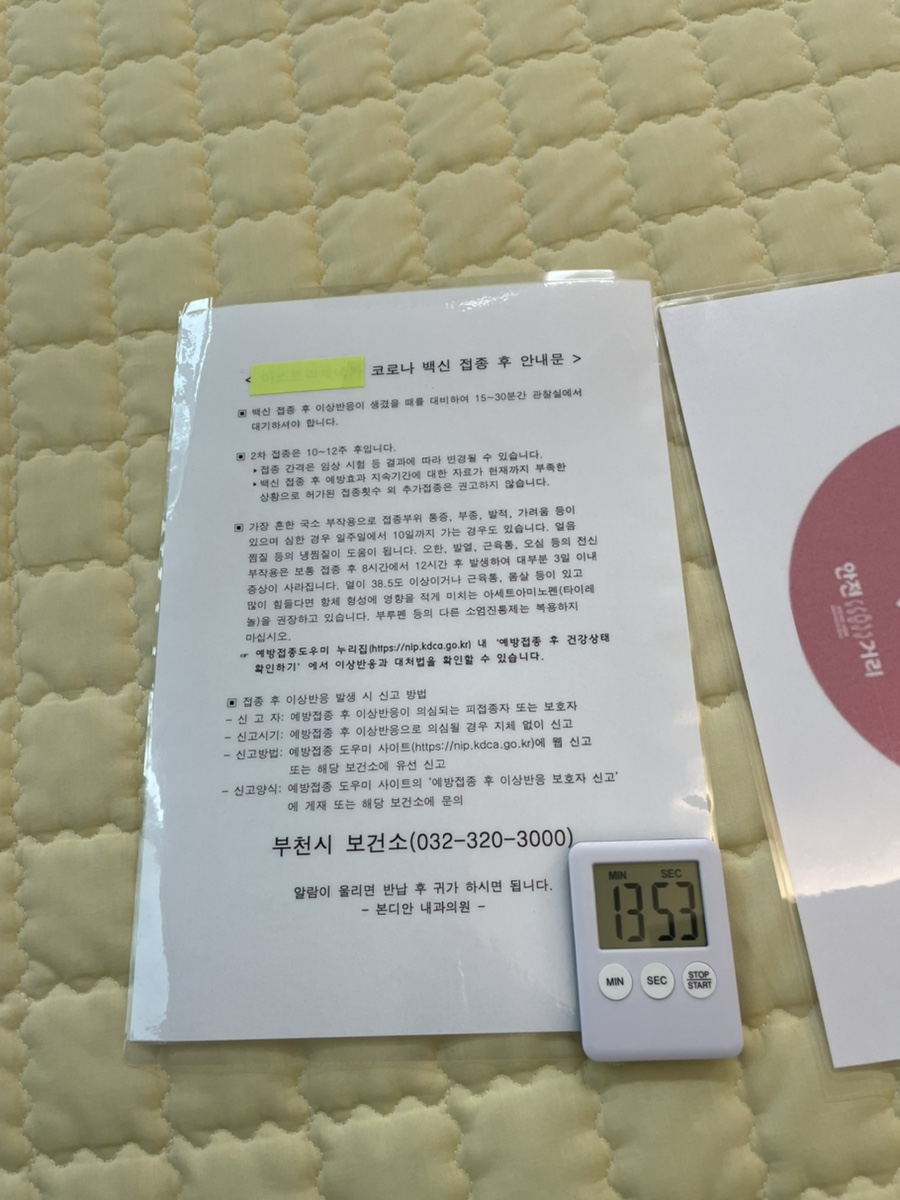 < 코로나 백신 접종 후 안내문 >
▣ 백신 접종 후 이상반응이 생겼을 때를 대비하여 15~30분간 관찰실에서
대기하셔야 합니다.
▣ 2차 접종은 10~12주 후입니다.
▸접종 간격은 임상 시험 등 결과에 따라 변경될 수 있습니다.
▸백신 접종 후 예방효과 지속기간에 대한 자료가 현재까지 부족한
상황으로 허가된 접종횟수 외 추가접종은 권고하지 않습니다.
▣ 가장 흔한 국소 부작용으로 접종부위 통증, 부종, 발적, 가려움 등이
있으며 심한 경우 일주일에서 10일까지 가는 경우도 있습니다. 얼음
찜질 등의 냉찜질이 도움이 됩니다. 오한, 발열, 근육통, 오심 등의 전신
부작용은 보통 접종 후 8시간에서 12시간 후 발생하여 대부분 3일 이내
증상이 사라집니다. 열이 38.5도 이상이거나 근육통, 몸살 등이 있고
많이 힘들다면 항체 형성에 영향을 적게 미치는 아세트아미노펜(타이레
놀)을 권장하고 있습니다. 부루펜 등의 다른 소염진통제는 복용하지
마십시오.
☞ 예방접종도우미 누리집(https://nip.kdca.go.kr) 내 '예방접종 후 건강상태
확인하기' 에서 이상반응과 대처법을 확인할 수 있습니다.
▣ 접종 후 이상반응 발생 시 신고 방법
- 신 고 자: 예방접종 후 이상반응이 의심되는 피접종자 또는 보호자
- 신고시기: 예방접종 후 이상반응으로 의심될 경우 지체 없이 신고
- 신고방법: 예방접종 도우미 사이트(https://nip.kdca.go.kr)에 웹 신고
또는 해당 보건소에 유선 신고
- 신고양식: 예방접종 도우미 사이트의 '예방접종 후 이상반응 보호자 신고'
에 게재 또는 해당 보건소에 문의
부천시 보건소(032-320-3000)
알람이 울리면 반납 후 귀가 하시면 됩니다.
- 본디안 내과의원 -
MIN SEC
13 53
MIN SEC STOP
START
안전
거리